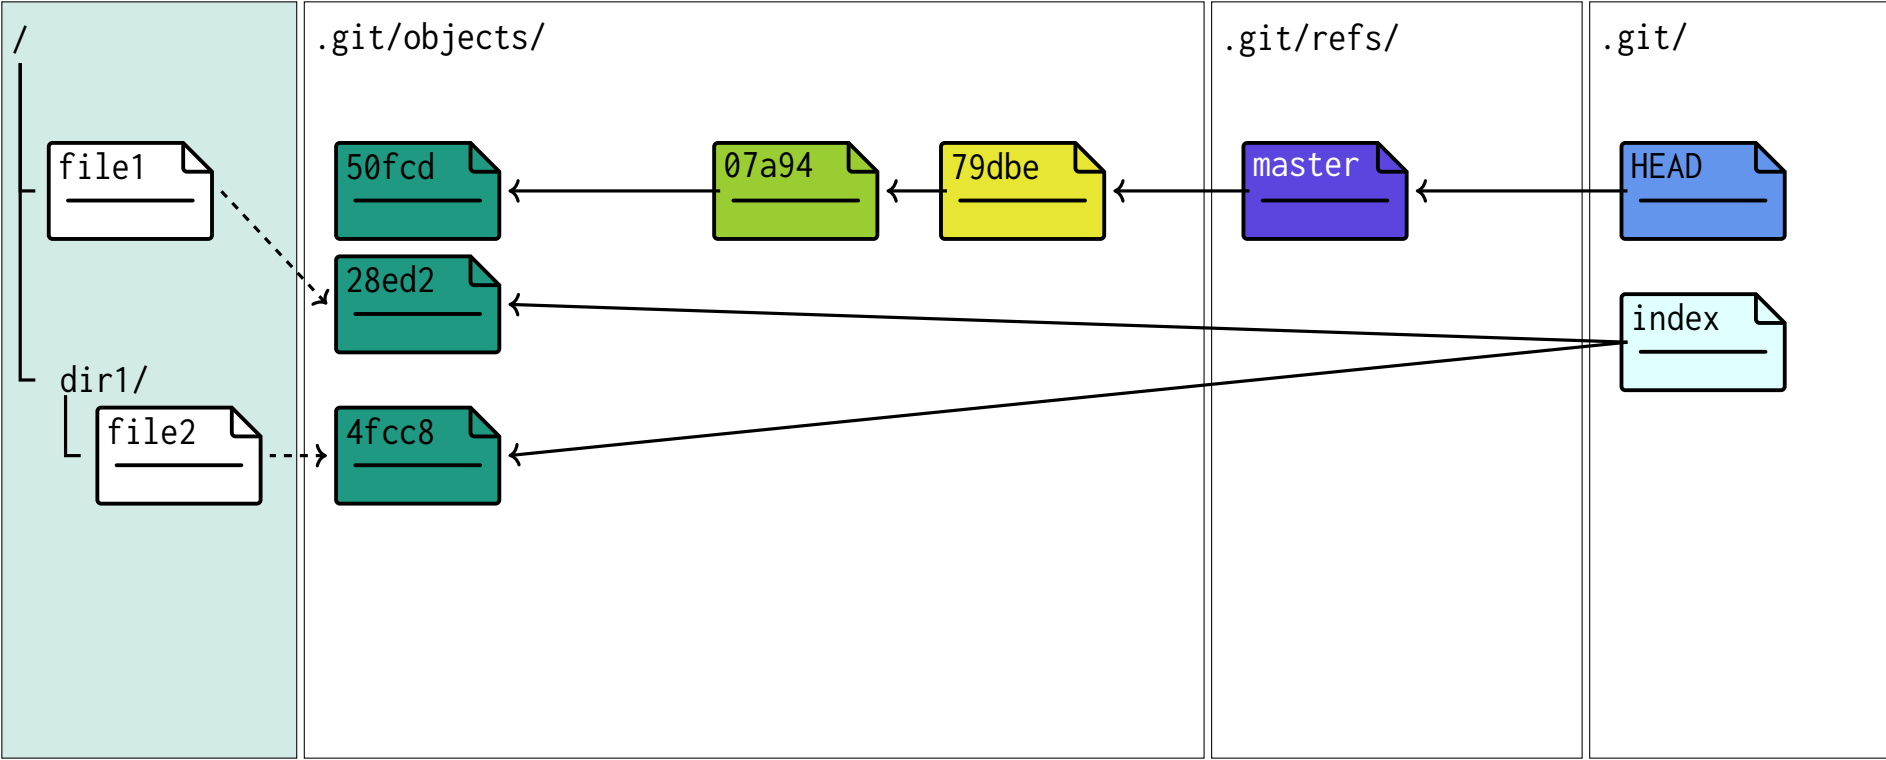 /
.git/objects/
.git/refs/
.git/
file1
50fcd
07a94
79dbe
master
HEAD
28ed2
index
dir1/
file2
4fcc8